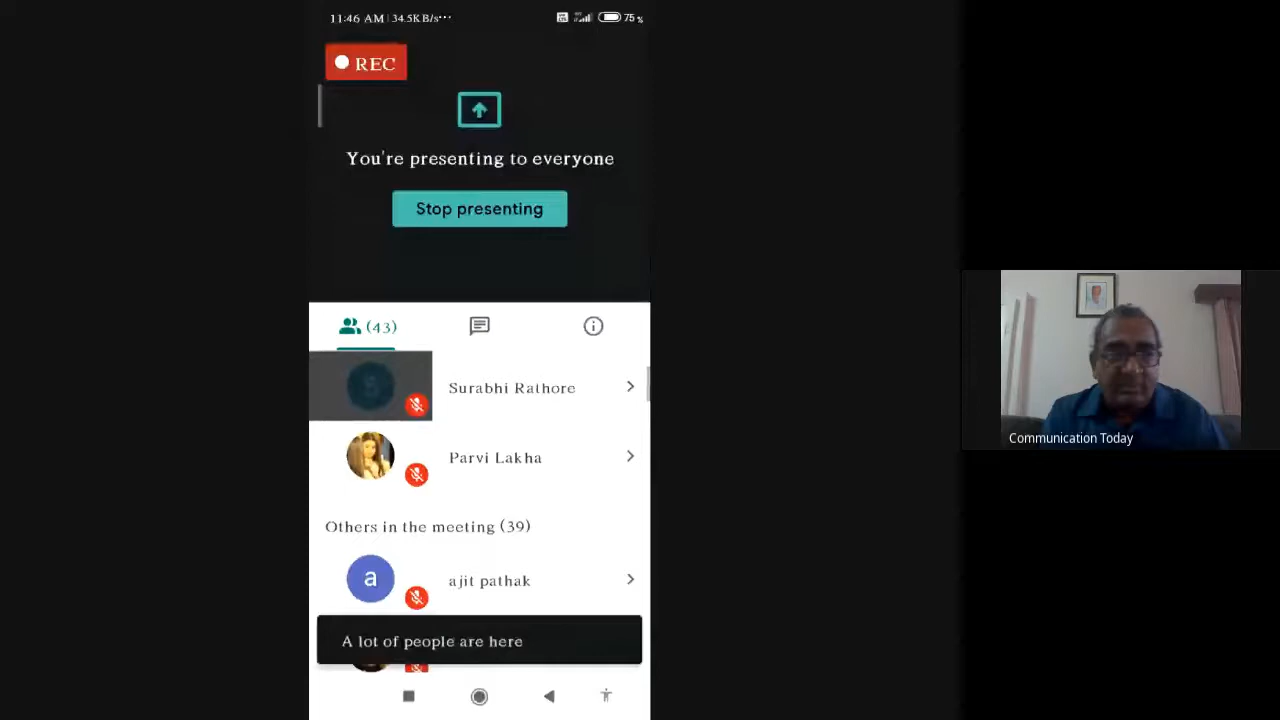 11:46 AM | 34.5KB/s···
75%
REC
You're presenting to everyone
Stop presenting
(43)
Surabhi Rathore
Parvi Lakha
Others in the meeting (39)
a
ajit pathak
A lot of people are here
Communication Today